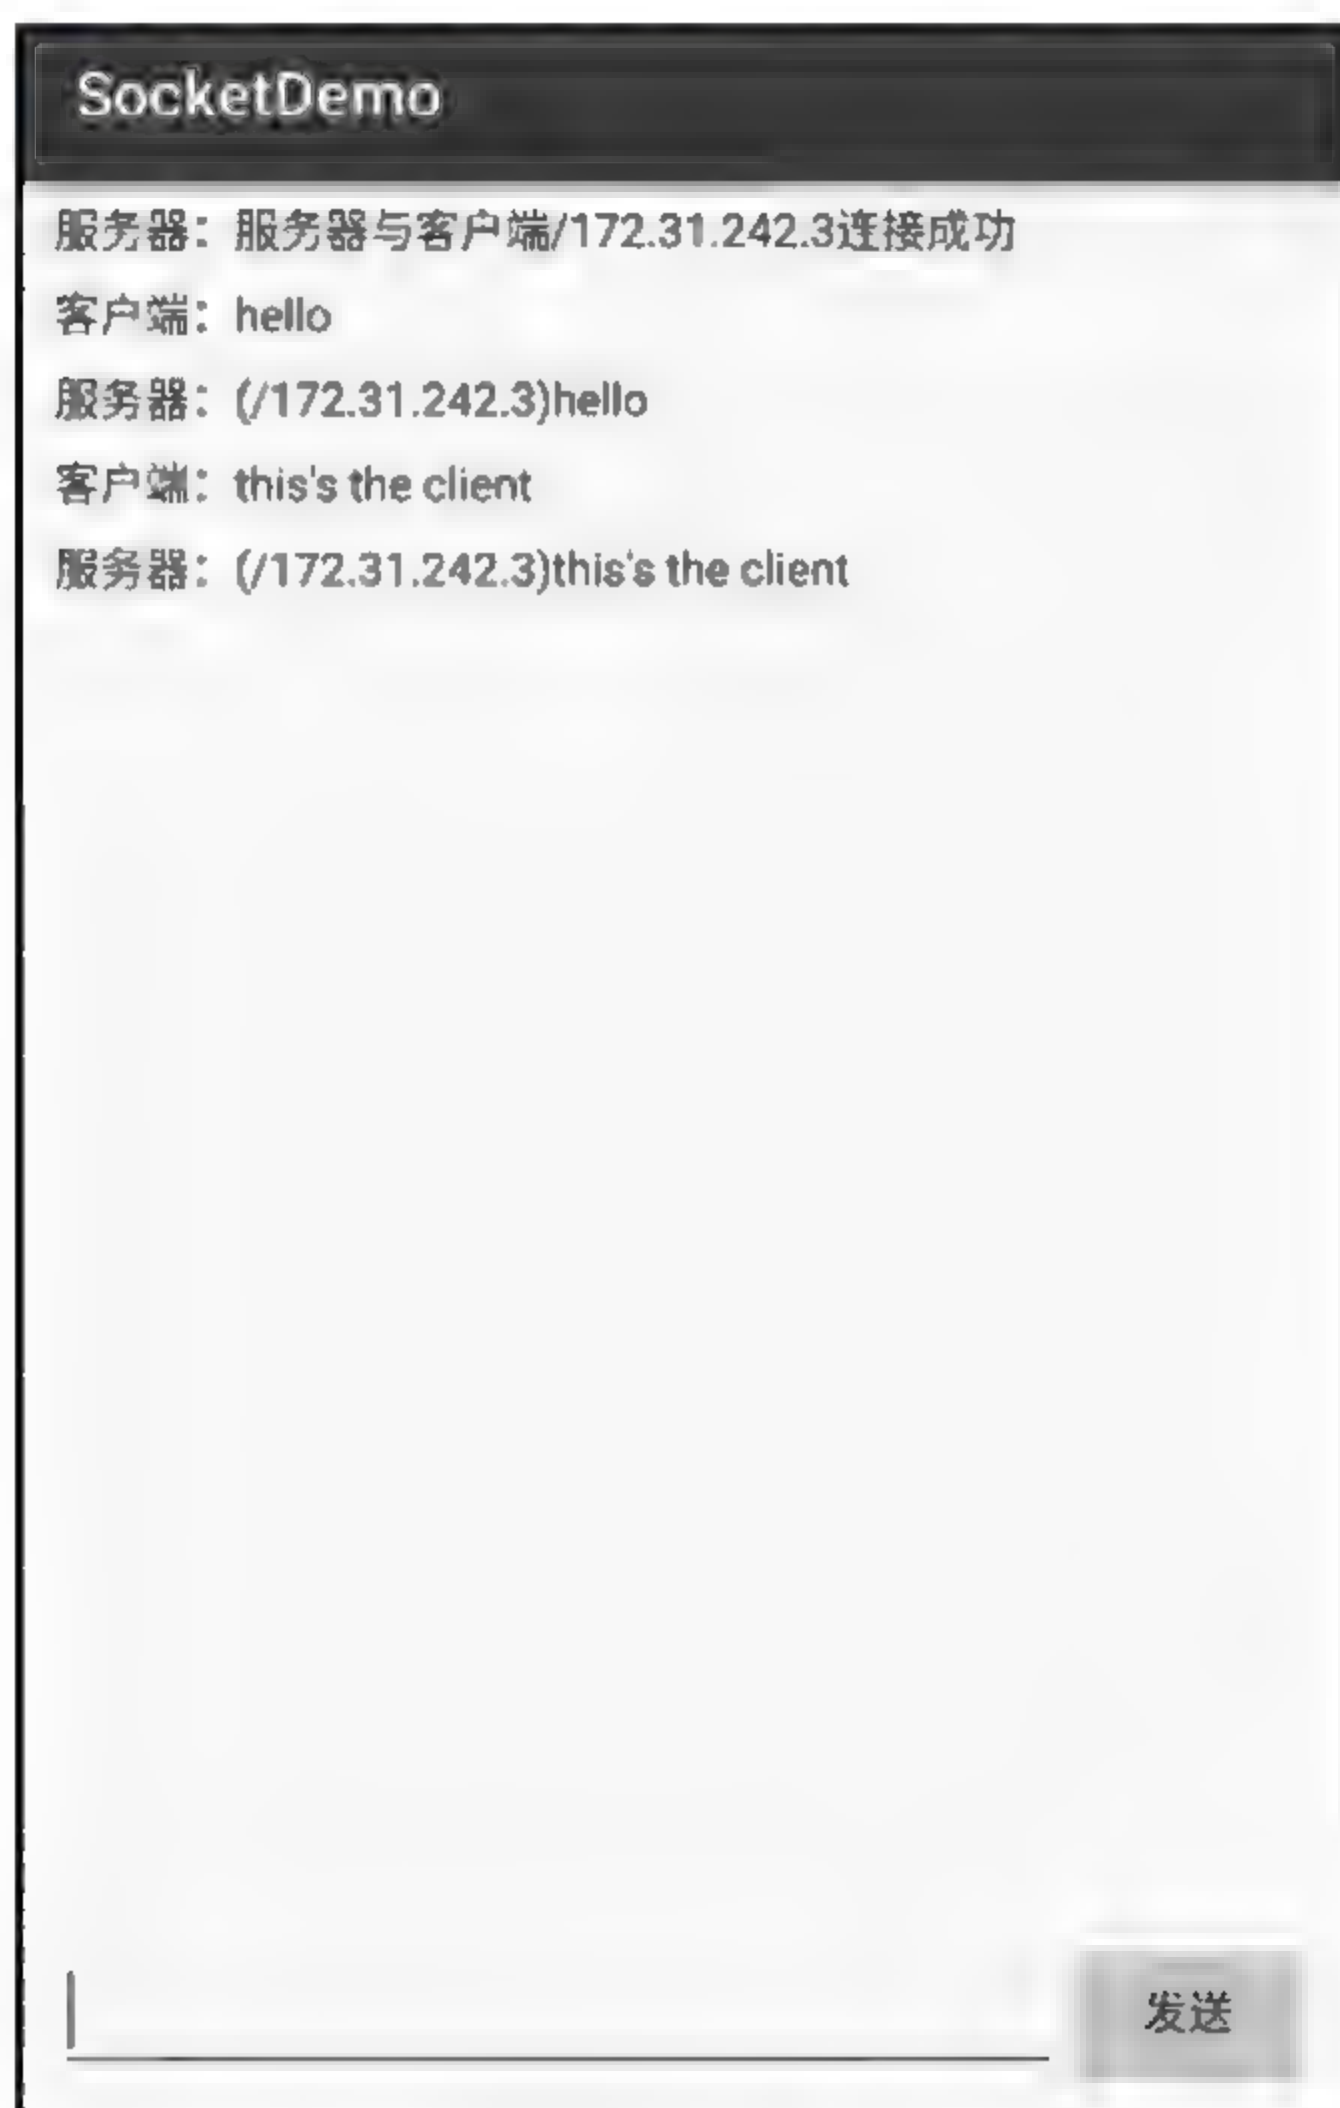 SocketDemo
服务器：服务器与客户端/172.31.242.3连接成功
客户端：hello
服务器：(/172.31.242.3)hello
客户端：this's the client
服务器：(/172.31.242.3)this's the client
发送